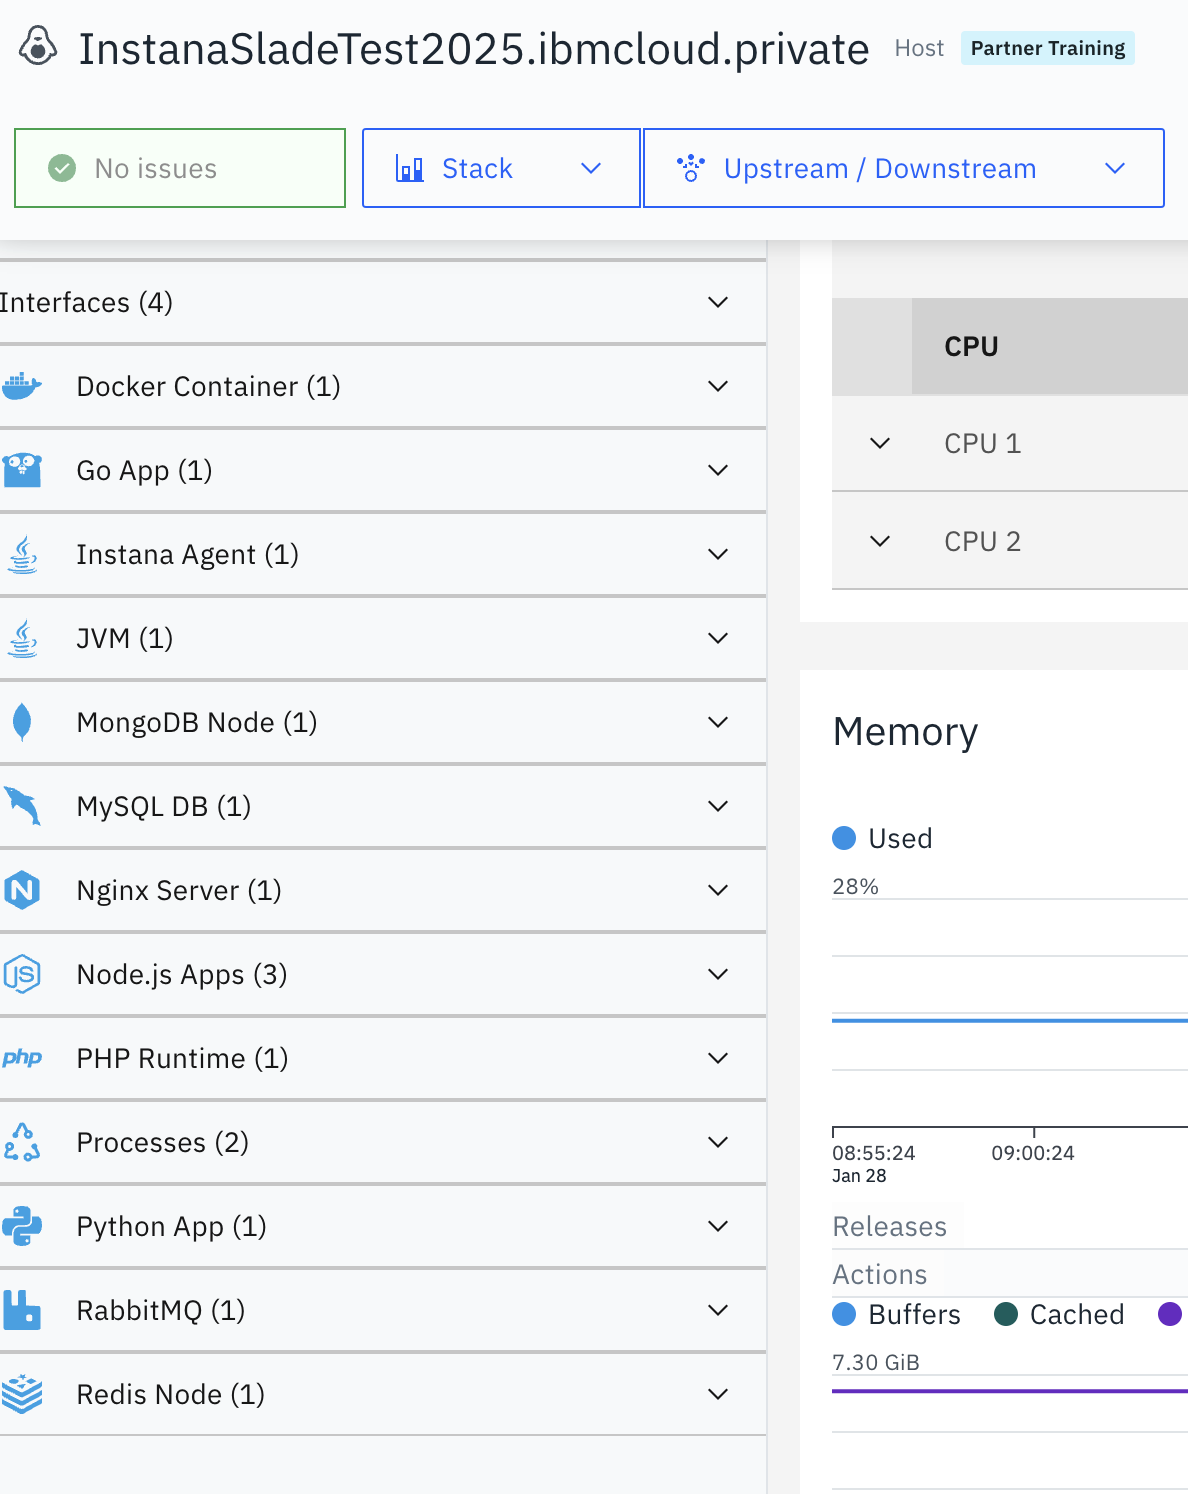 InstanaSladeTest2025.ibmcloud.private Host Partner Training
No issues Stack Upstream / Downstream
Interfaces (4)
Docker Container (1)
Go App (1)
Instana Agent (1)
JVM (1)
MongoDB Node (1)
MySQL DB (1)
Nginx Server (1)
JS Node.js Apps (3)
php PHP Runtime (1)
Processes (2)
Python App (1)
RabbitMQ (1)
Redis Node (1)
CPU
CPU 1
CPU 2
Memory
Used
28%
08:55:24 09:00:24
Jan 28
Releases
Actions
Buffers Cached
7.30 GiB